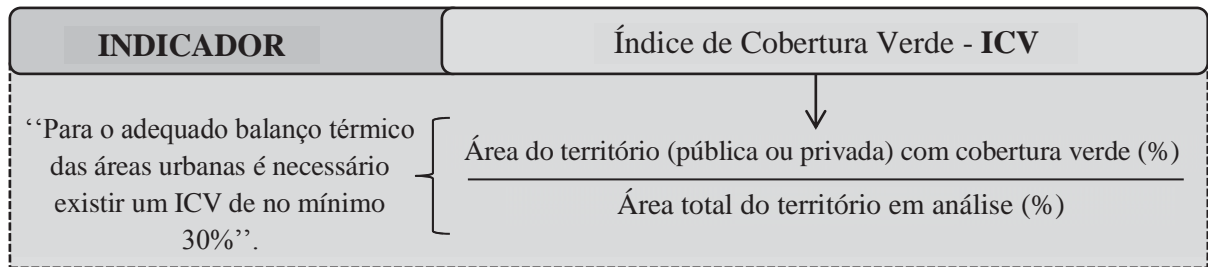 INDICADOR
Índice de Cobertura Verde - ICV
‘‘Para o adequado balanço térmico
das áreas urbanas é necessário
existir um ICV de no mínimo
30%’’.
Área do território (pública ou privada) com cobertura verde (%)
Área total do território em análise (%)